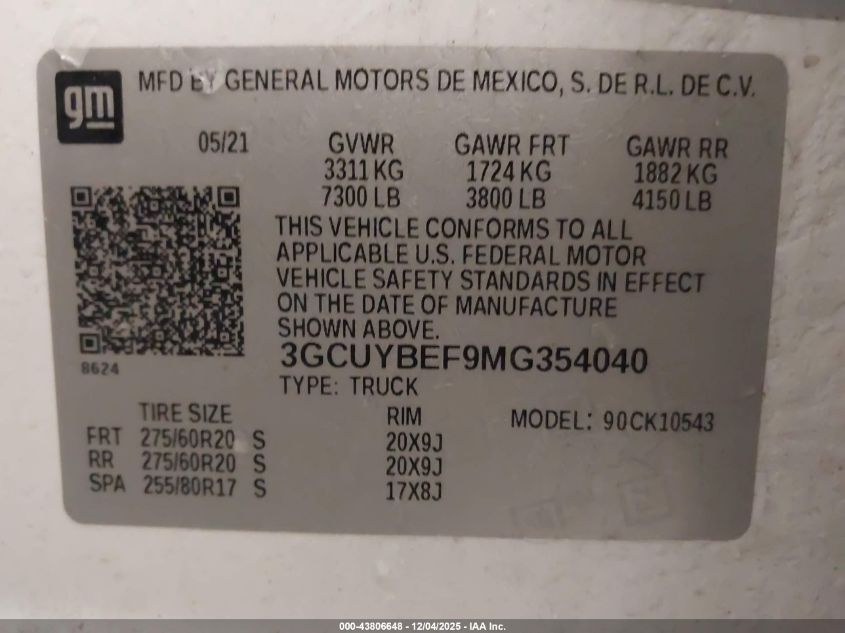 gm
MFD BY GENERAL MOTORS DE MEXICO, S. DE R.L. DE C.V.
05/21 GVWR GAWR FRT GAWR RR
3311 KG 1724 KG 1882 KG
7300 LB 3800 LB 4150 LB
THIS VEHICLE CONFORMS TO ALL
APPLICABLE U.S. FEDERAL MOTOR
VEHICLE SAFETY STANDARDS IN EFFECT
ON THE DATE OF MANUFACTURE
SHOWN ABOVE.
8624
3GCUYBEF9MG354040
TYPE: TRUCK
TIRE SIZE RIM MODEL: 90CK10543
FRT 275/60R20 S 20X9J
RR 275/60R20 S 20X9J
SPA 255/80R17 S 17X8J
000-43806648 - 12/04/2025 - IAA Inc.